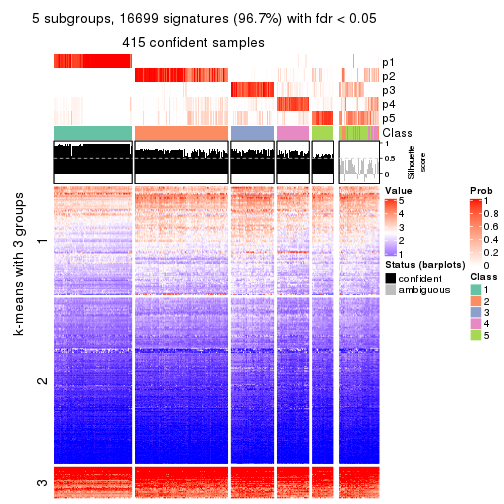 5 subgroups, 16699 signatures (96.7%) with fdr < 0.05
415 confident samples
p1
p2
p3
p4
p5
Class
1
0.5
0
Silhouette
score
k-means with 3 groups
1
2
3
Value
5
4
3
2
1
Status (barplots)
confident
ambiguous
Prob
1
0.8
0.6
0.4
0.2
0
Class
1
2
3
4
5